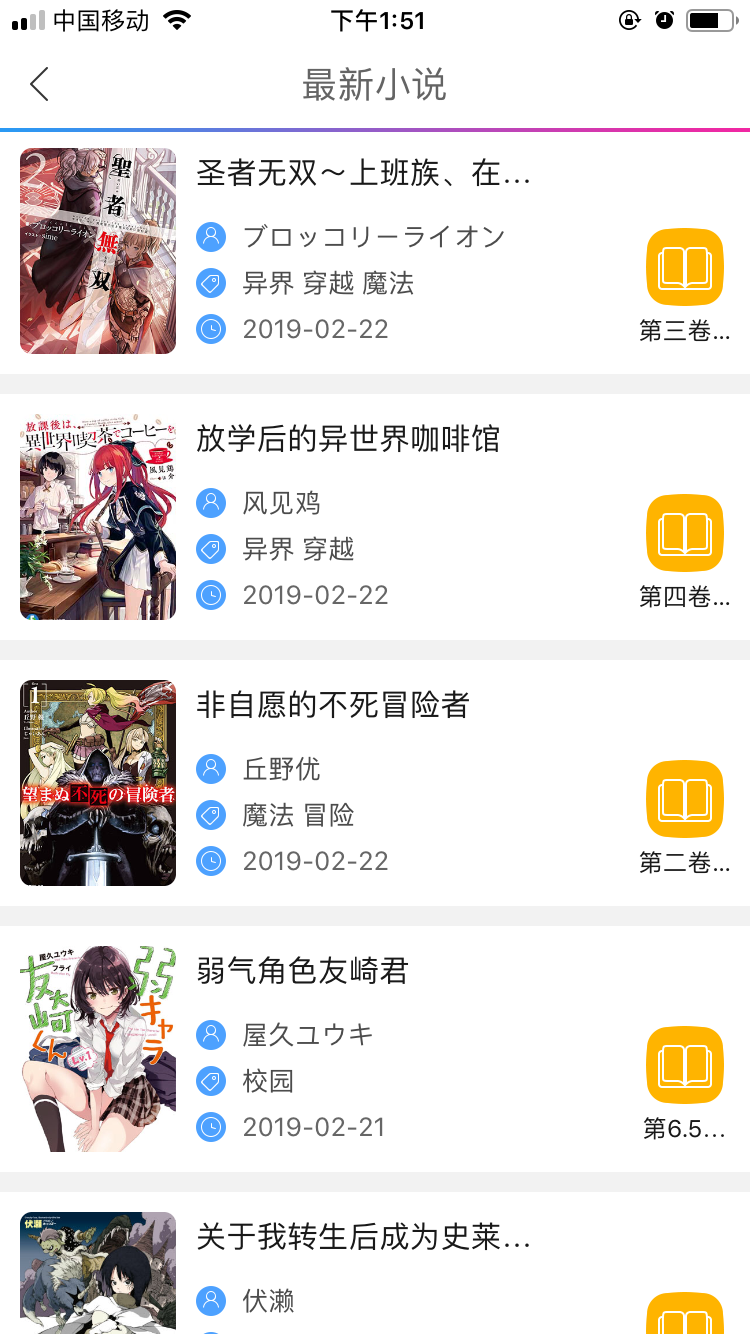 中国移动
下午1:51
最新小说
2
聖者無双
ブロッコリーライオン
sime
圣者无双～上班族、在...
ブロッコリーライオン
异界 穿越 魔法
2019-02-22
第三卷...
放課後は、
異世界喫茶でコーヒーを
風見鶏
放学后的异世界咖啡馆
风见鸡
异界 穿越
2019-02-22
第四卷...
1
望まぬ不死の冒険者
非自愿的不死冒险者
丘野优
魔法 冒险
2019-02-22
第二卷...
屋久ユウキ
フライ
弱キャラ
友崎くん
Lv.1
弱气角色友崎君
屋久ユウキ
校园
2019-02-21
第6.5...
伏瀬
关于我转生后成为史莱...
伏濑